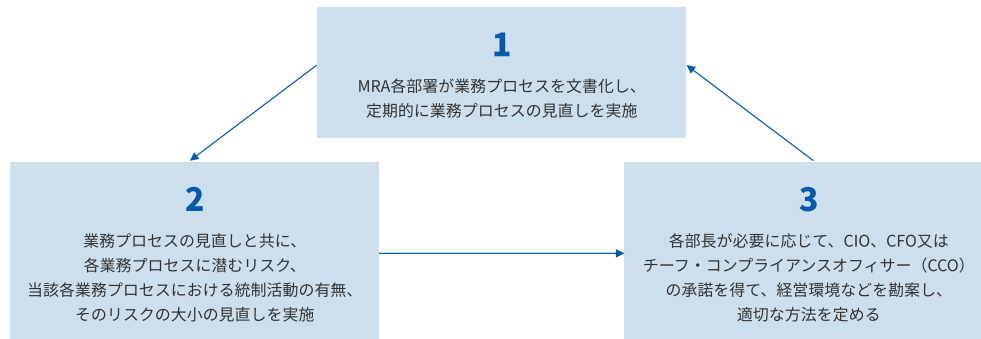 1
MRA各部署が業務プロセスを文書化し、
定期的に業務プロセスの見直しを実施
2
業務プロセスの見直しと共に、
各業務プロセスに潜むリスク、
当該各業務プロセスにおける統制活動の有無、
そのリスクの大小の見直しを実施
3
各部長が必要に応じて、CIO、CFO又は
チーフ・コンプライアンスオフィサー（CCO）
の承諾を得て、経営環境などを勘案し、
適切な方法を定める